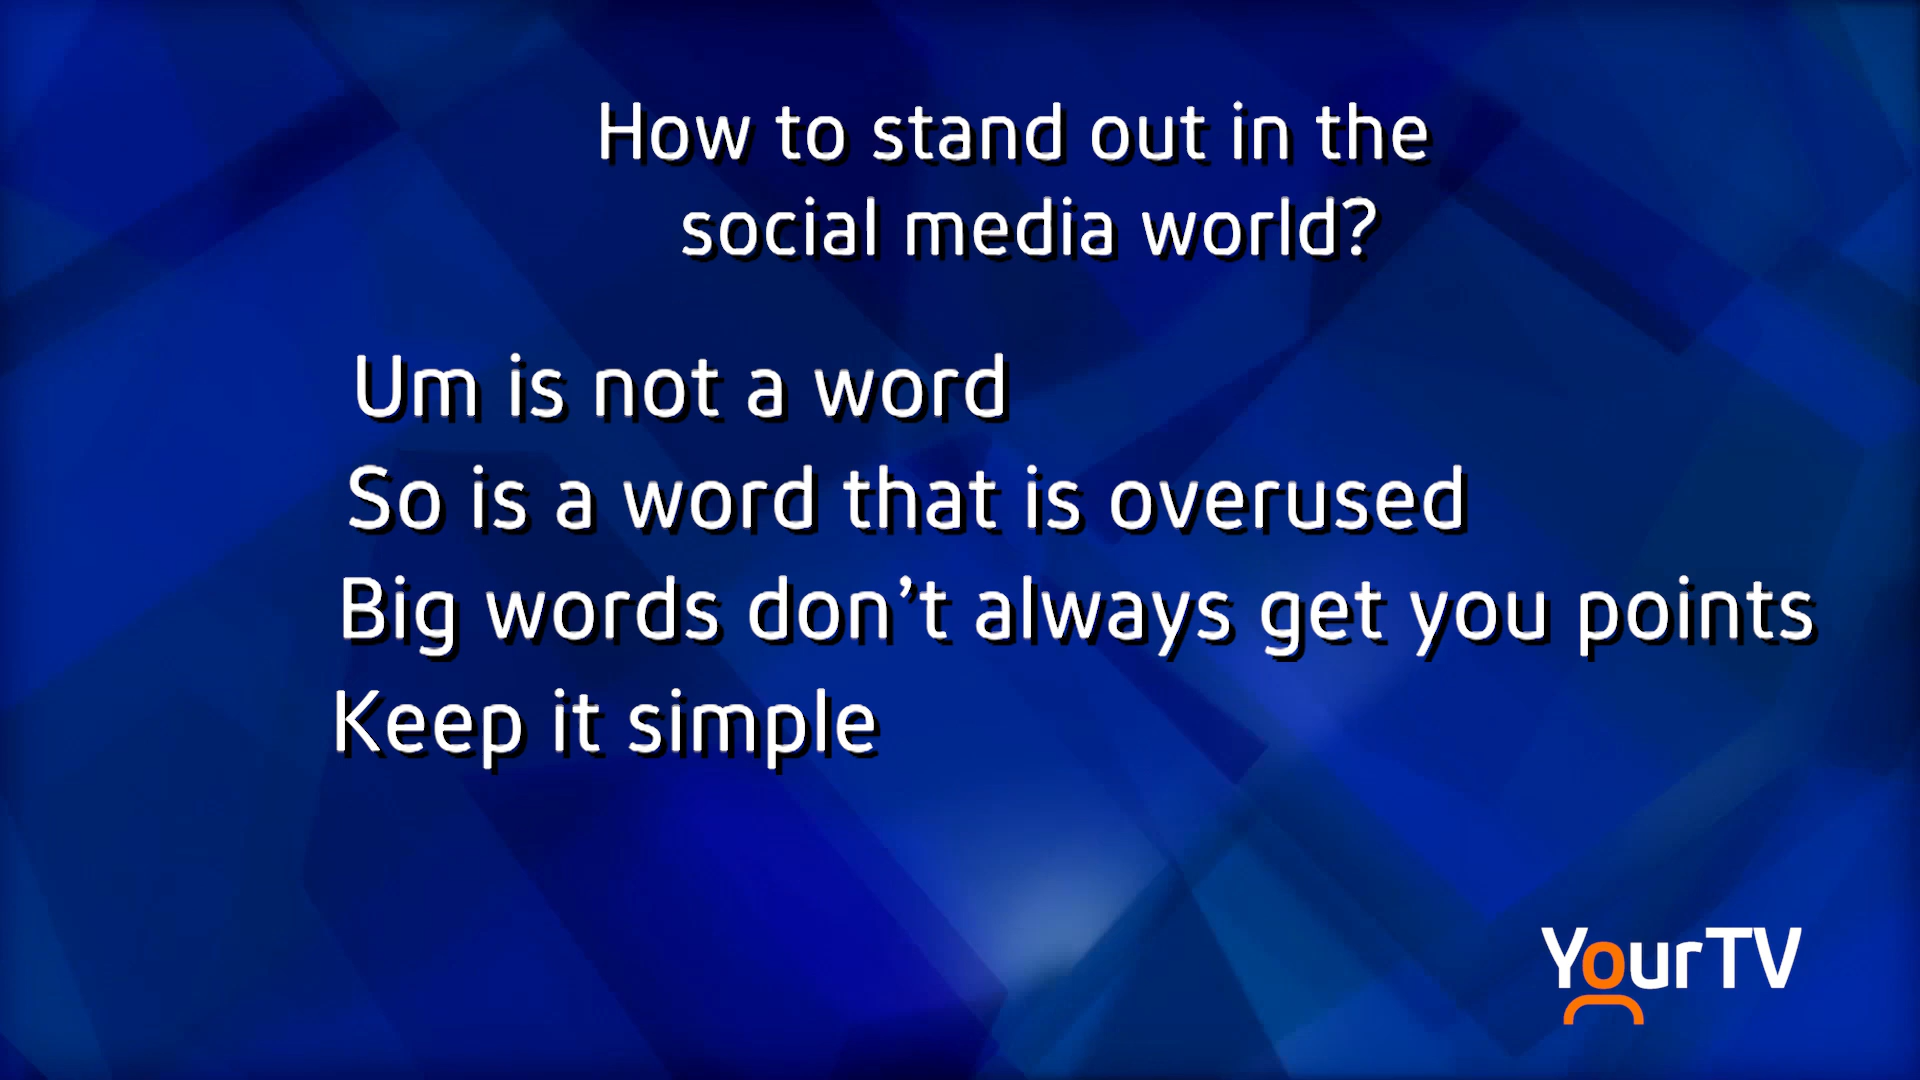 How to stand out in the
social media world?
Um is not a word
So is a word that is overused
Big words don’t always get you points
Keep it simple
YourTV